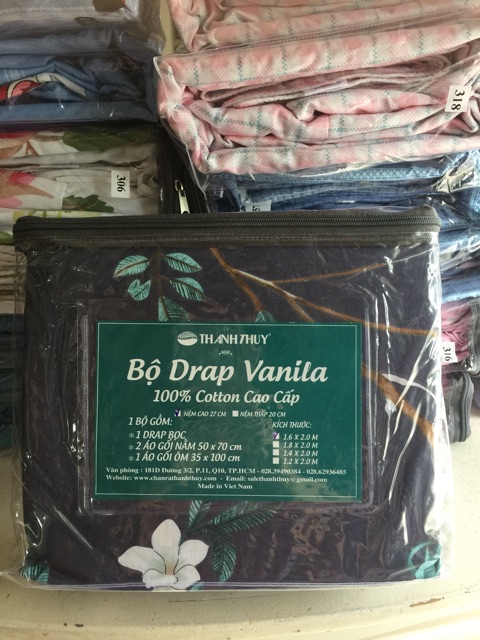 318
306
316
THANH THUY
Bộ Drap Vanila
100% Cotton Cao Cấp
NỆM CAO 27 CM NỆM THẤP 20 CM
1 BỘ GỒM:
* 1 DRAP BỌC
* 2 ÁO GỐI NẰM 50 x 70 cm
* 1 ÁO GỐI ÔM 35 x 100 cm
KÍCH THƯỚC:
1.6 X 2.0 M
1.8 X 2.0 M
1.4 X 2.0 M
1.2 X 2.0 M
Văn phòng : 181D Đường 3/2, P.11, Q10, TP.HCM - 028.39490384 - 028.62936485
Website: www.chanrathanhthuy.com - Email: salethanhthuy@gmail.com
Made in Viet Nam